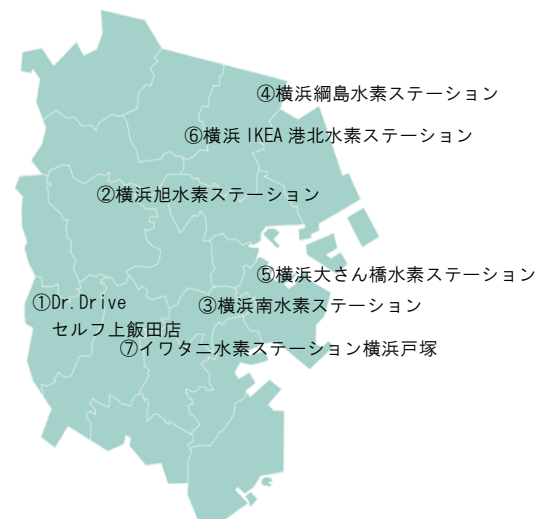 ④横浜綱島水素ステーション
⑥横浜 IKEA 港北水素ステーション
②横浜旭水素ステーション
⑤横浜大さん橋水素ステーション
①Dr.Drive
セルフ上飯田店
③横浜南水素ステーション
⑦イワタニ水素ステーション横浜戸塚